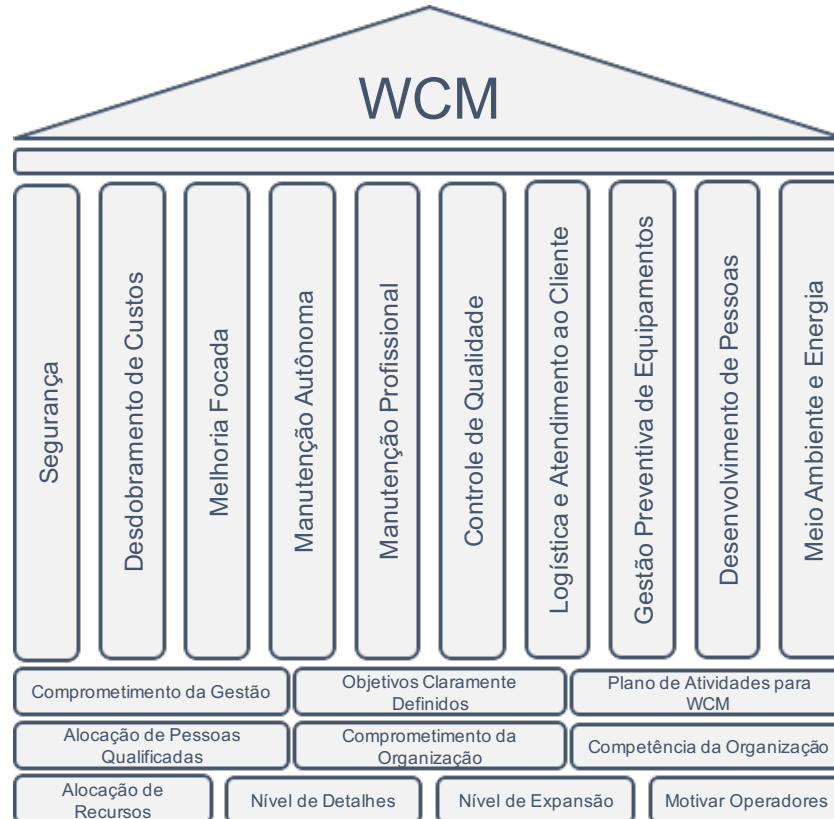 WCM
Segurança
Desdobramento de Custos
Melhoria Focada
Manutenção Autônoma
Manutenção Profissional
Controle de Qualidade
Logística e Atendimento ao Cliente
Gestão Preventiva de Equipamentos
Desenvolvimento de Pessoas
Meio Ambiente e Energia
Comprometimento da Gestão
Objetivos Claramente
Definidos
Plano de Atividades para
WCM
Alocação de Pessoas
Qualificadas
Comprometimento da
Organização
Competência da Organização
Alocação de
Recursos
Nível de Detalhes
Nível de Expansão
Motivar Operadores